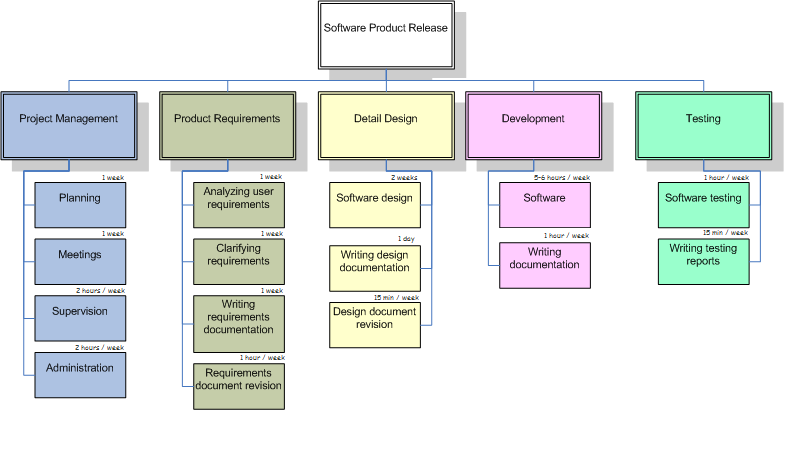 Software Product Release
Project Management
Product Requirements
Detail Design
Development
Testing
1 week
Planning
1 week
Meetings
2 hours / week
Supervision
2 hours / week
Administration
1 week
Analyzing user
requirements
1 week
Clarifying
requirements
1 week
Writing
requirements
documentation
1 hour / week
Requirements
document revision
2 weeks
Software design
1 day
Writing design
documentation
15 min / week
Design document
revision
5-6 hours / week
Software
1 hour / week
Writing
documentation
1 hour / week
Software testing
15 min / week
Writing testing
reports